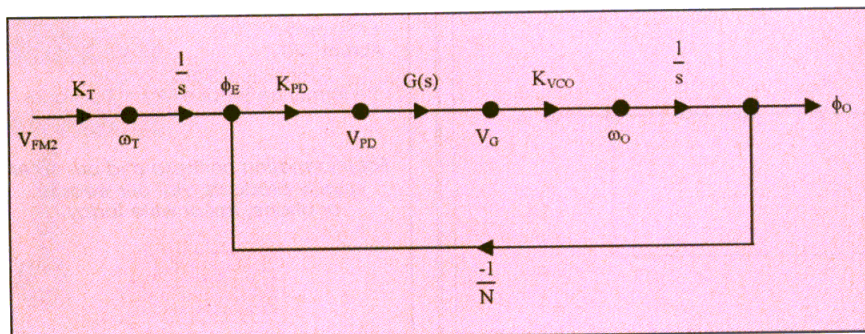 1
s
1
s
K_T
ϕ_E
K_PD
G(s)
K_VCO
V_FM2
ω_T
V_PD
V_G
ω_O
ϕ_O
-1
N